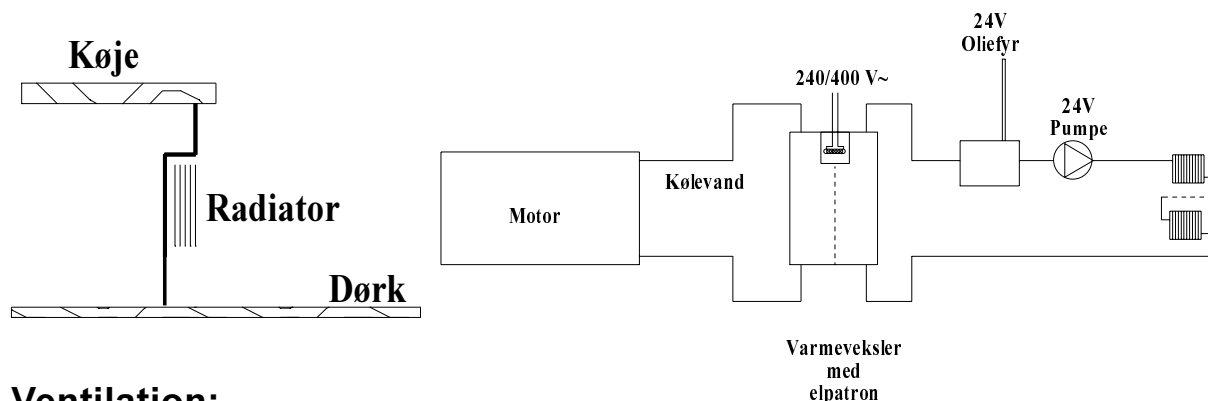 Køje
Radiator
Dørk
24V
Oliefyr
240/400 V~
24V
Pumpe
Kølevand
Motor
Varmeveksler
med
elpatron
Ventilation: